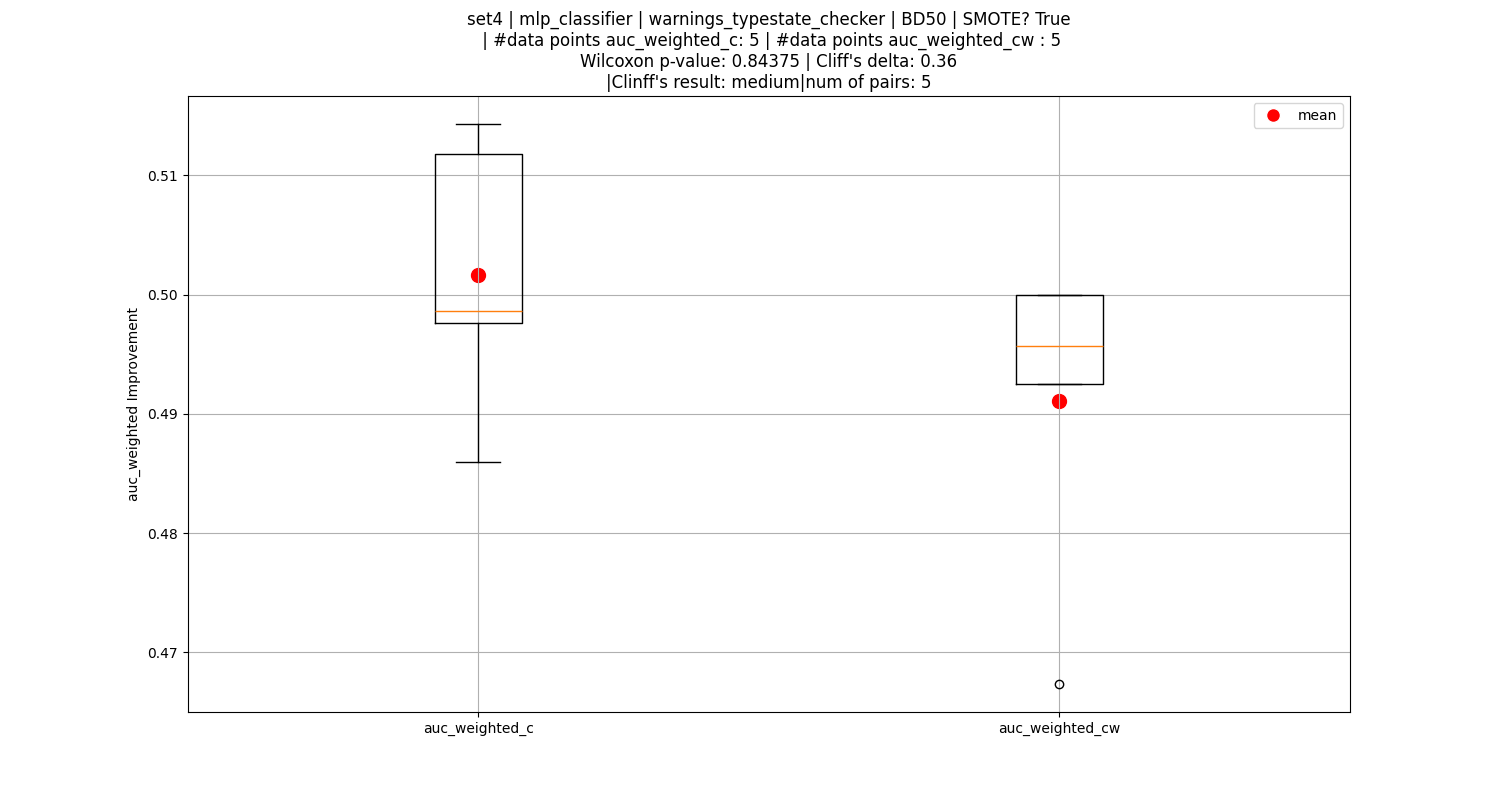 set4 | mlp_classifier | warnings_typestate_checker | BD50 | SMOTE? True
| #data points auc_weighted_c: 5 | #data points auc_weighted_cw : 5
Wilcoxon p-value: 0.84375 | Cliff's delta: 0.36
|Clinff's result: medium|num of pairs: 5
mean
0.51
0.50
0.49
0.48
0.47
auc_weighted Improvement
auc_weighted_c
auc_weighted_cw